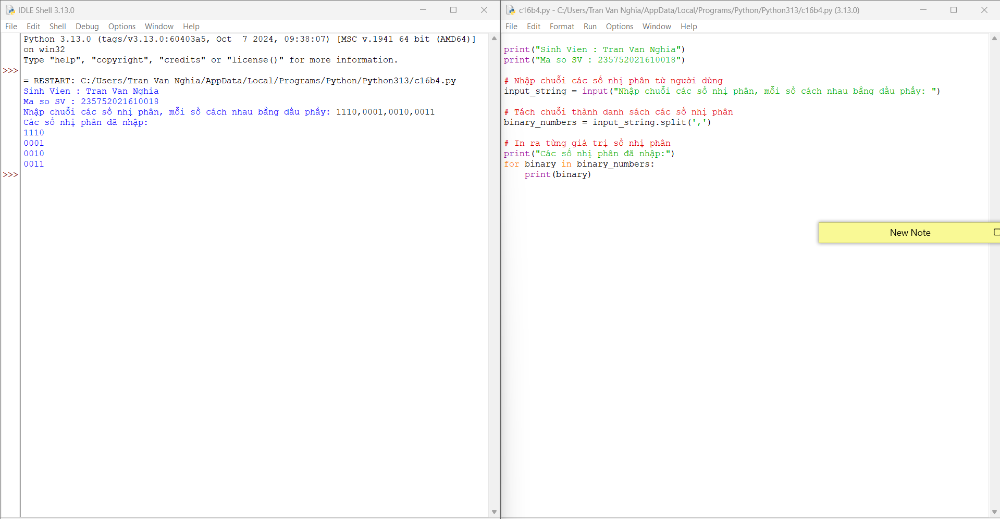 IDLE Shell 3.13.0
File Edit Shell Debug Options Window Help
Python 3.13.0 (tags/v3.13.0:60403a5, Oct  7 2024, 09:38:07) [MSC v.1941 64 bit (AMD64)]
on win32
Type "help", "copyright", "credits" or "license()" for more information.
>>>
= RESTART: C:/Users/Tran Van Nghia/AppData/Local/Programs/Python/Python313/c16b4.py
Sinh Vien : Tran Van Nghia
Ma so SV : 235752021610018
Nhập chuỗi các số nhị phân, mỗi số cách nhau bằng dấu phẩy: 1110,0001,0010,0011
Các số nhị phân đã nhập:
1110
0001
0010
0011
>>>
c16b4.py - C:/Users/Tran Van Nghia/AppData/Local/Programs/Python/Python313/c16b4.py (3.13.0)
File Edit Format Run Options Window Help
print("Sinh Vien : Tran Van Nghia")
print("Ma so SV : 235752021610018")
# Nhập chuỗi các số nhị phân từ người dùng
input_string = input("Nhập chuỗi các số nhị phân, mỗi số cách nhau bằng dấu phẩy: ")
# Tách chuỗi thành danh sách các số nhị phân
binary_numbers = input_string.split(',')
# In ra từng giá trị số nhị phân
print("Các số nhị phân đã nhập:")
for binary in binary_numbers:
    print(binary)
New Note